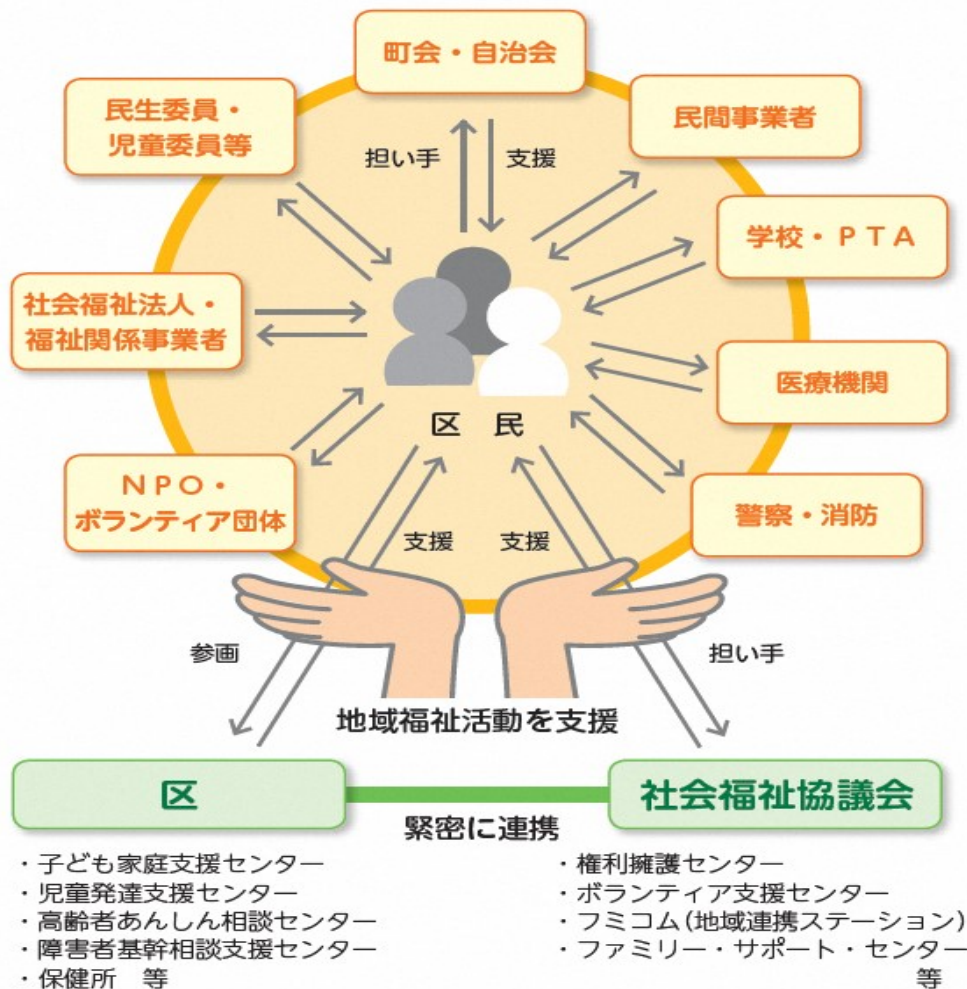 町会・自治会
民生委員・
児童委員等
民間事業者
担い手
支援
学校・ＰＴＡ
社会福祉法人・
福祉関係事業者
医療機関
区　民
ＮＰＯ・
ボランティア団体
警察・消防
支援
支援
参画
担い手
地域福祉活動を支援
区
社会福祉協議会
緊密に連携
・子ども家庭支援センター
・児童発達支援センター
・高齢者あんしん相談センター
・障害者基幹相談支援センター
・保健所　等
・権利擁護センター
・ボランティア支援センター
・フミコム(地域連携ステーション)
・ファミリー・サポート・センター
等